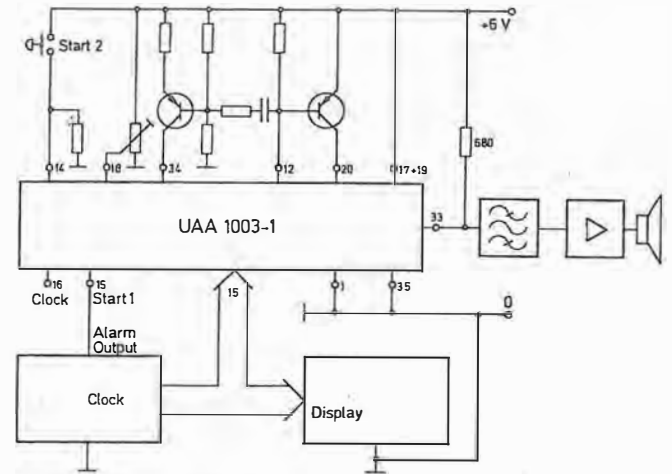 +5 V
Start 2
680
14
18
34
12
20
17+19
33
UAA 1003-1
16
15
15
1
35
Clock
Start 1
0
Alarm
Output
Clock
Display